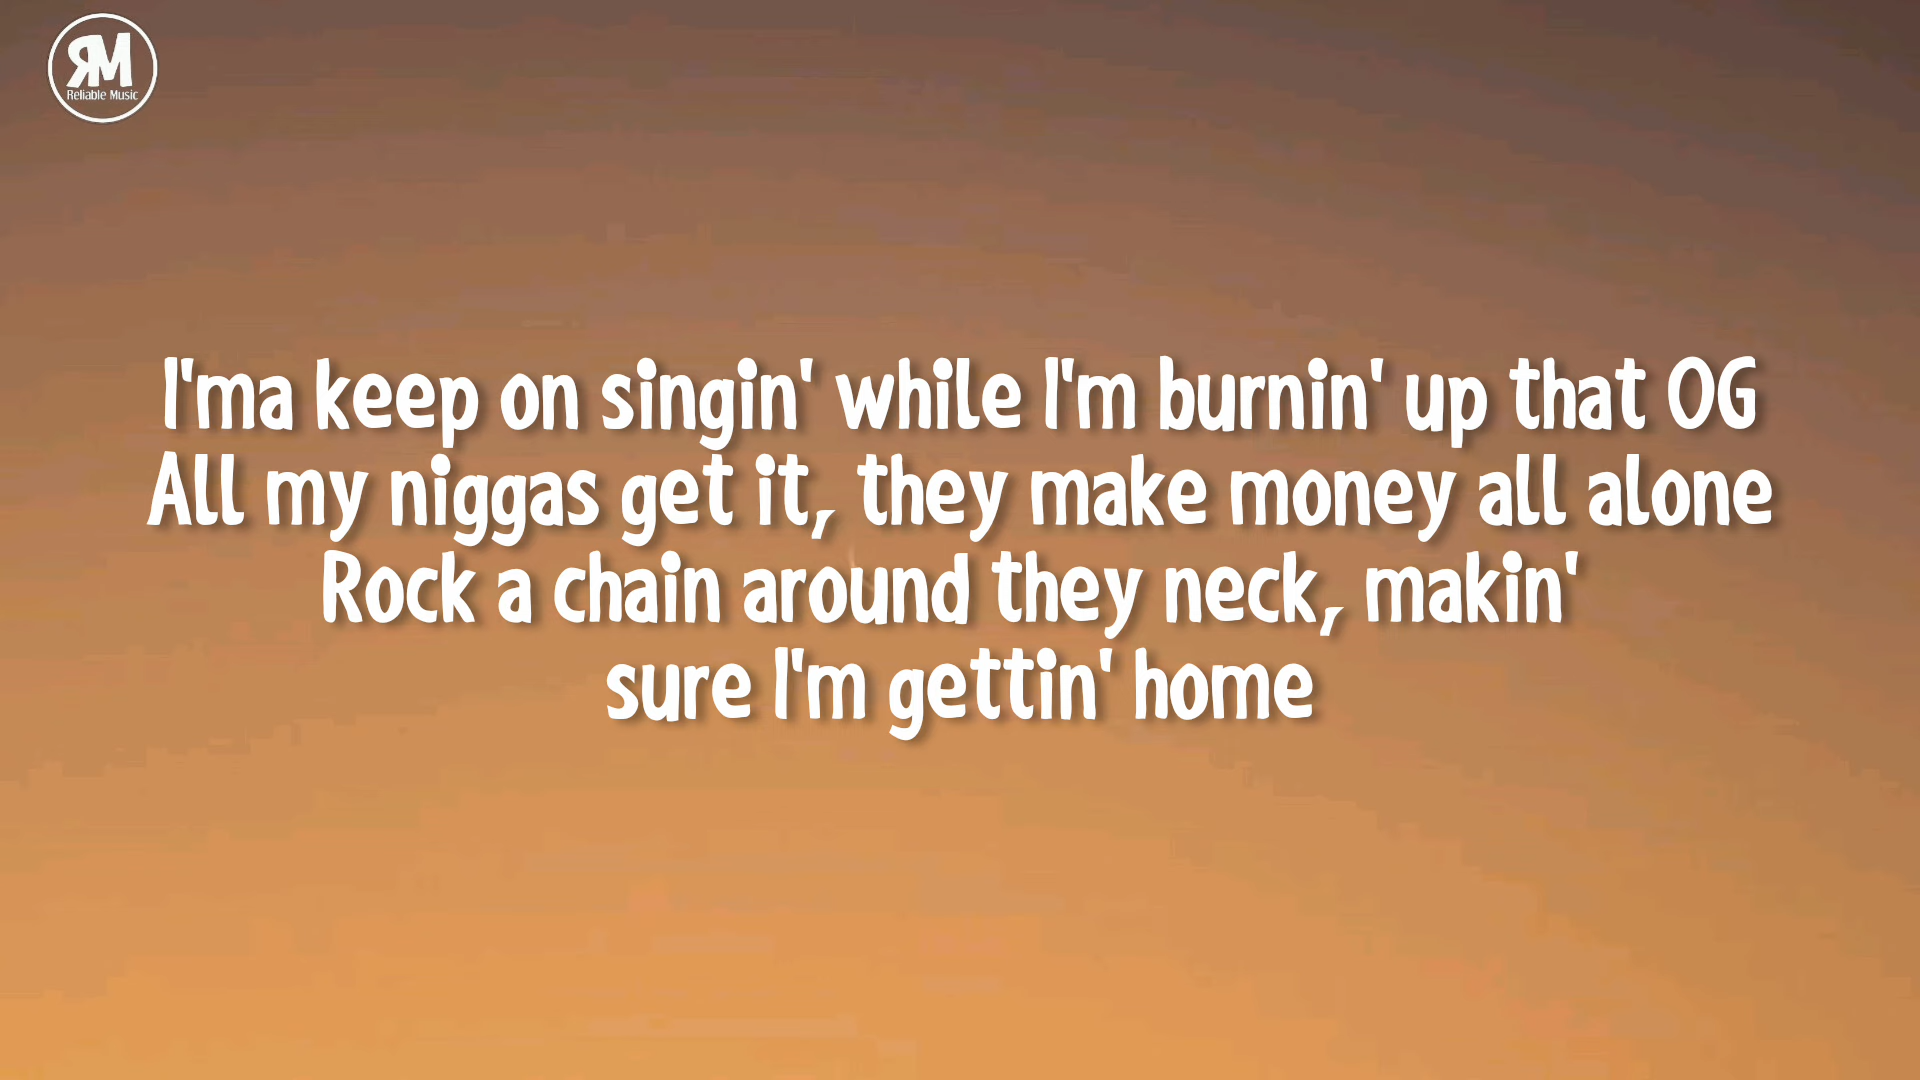 RM
Reliable Music
I'ma keep on singin' while I'm burnin' up that OG
All my niggas get it, they make money all alone
Rock a chain around they neck, makin'
sure I'm gettin' home